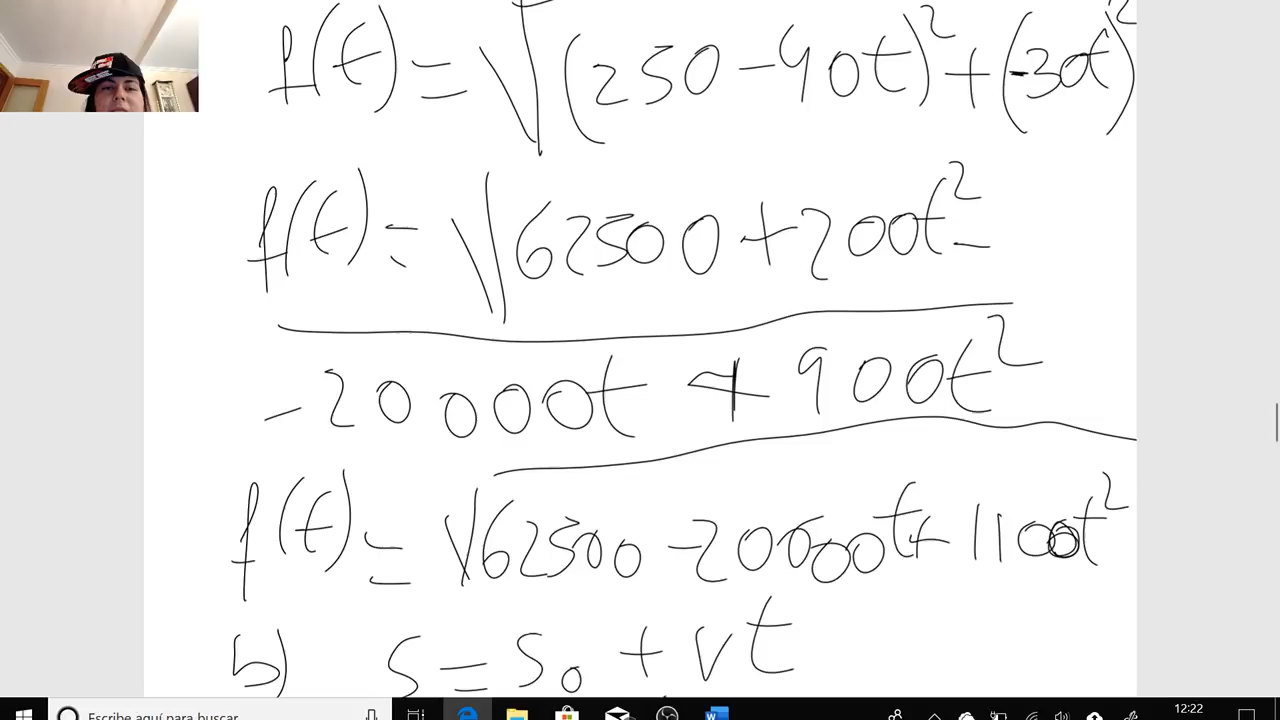 f(t) = √(250 - 40t)² + (-30t)²
f(t) = √62500 + 200t² -
- 20000t + 900t²
f(t) = √62500 - 20000t + 1100t²
b) s = s₀ + vt
Escribe aquí para buscar
12:22